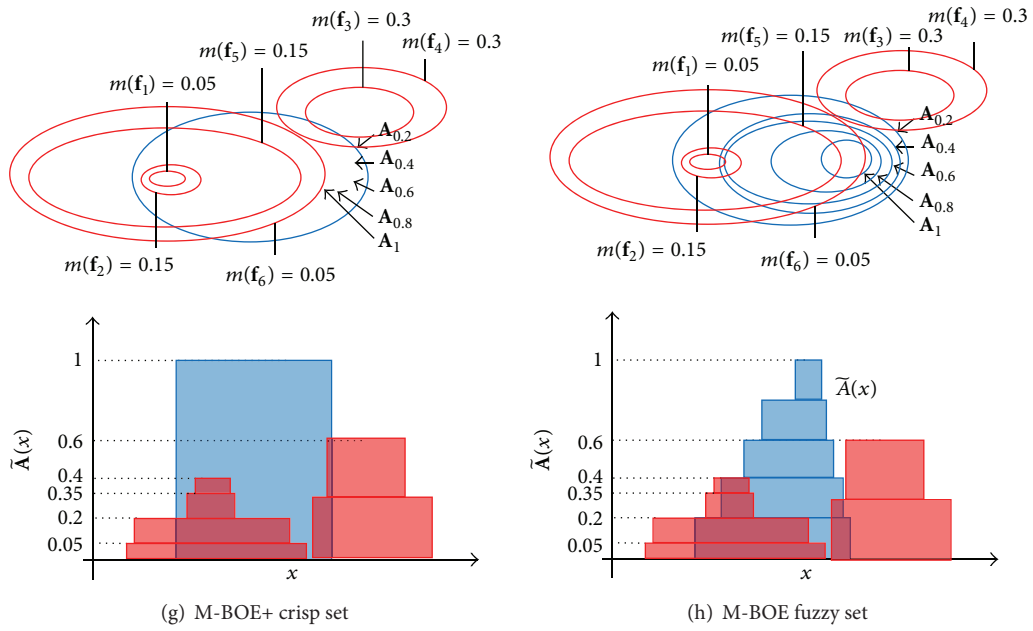 m(f₃) = 0.3
m(f₅) = 0.15
m(f₄) = 0.3
m(f₁) = 0.05
A₀.₂
A₀.₄
A₀.₆
A₀.₈
A₁
m(f₂) = 0.15
m(f₆) = 0.05
1
0.6
0.4
0.35
0.2
0.05
Ã(x)
x
(g) M-BOE+ crisp set
m(f₄) = 0.3
m(f₅) = 0.15
m(f₃) = 0.3
m(f₁) = 0.05
A₀.₂
A₀.₄
A₀.₆
A₀.₈
A₁
m(f₂) = 0.15
m(f₆) = 0.05
1
Ã(x)
0.6
0.4
0.35
0.2
0.05
Ã(x)
x
(h) M-BOE fuzzy set